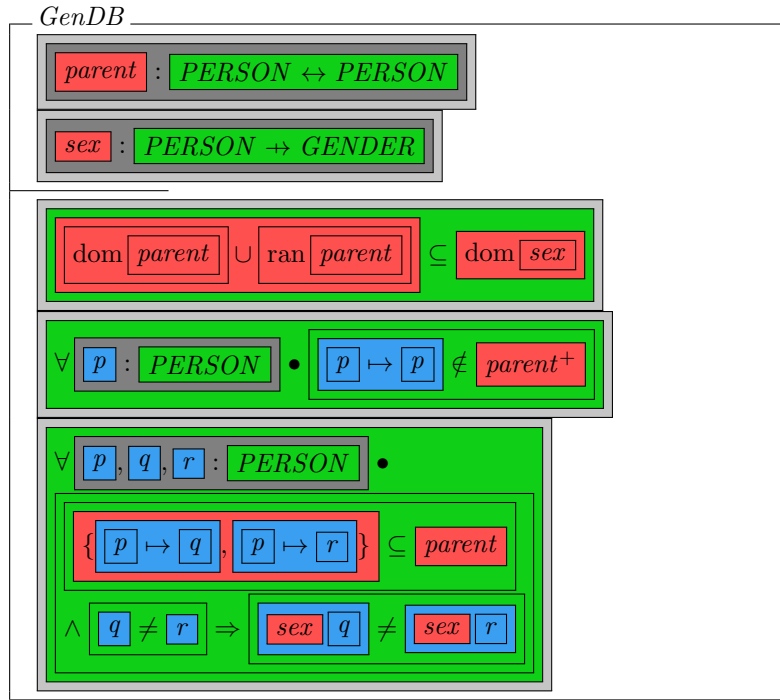 GenDB
parent : PERSON ↔ PERSON
sex : PERSON ⇸ GENDER
dom parent ∪ ran parent ⊆ dom sex
∀ p : PERSON • p ↦ p ∉ parent⁺
∀ p, q, r : PERSON •
{p ↦ q, p ↦ r} ⊆ parent
∧ q ≠ r ⇒ sex q ≠ sex r